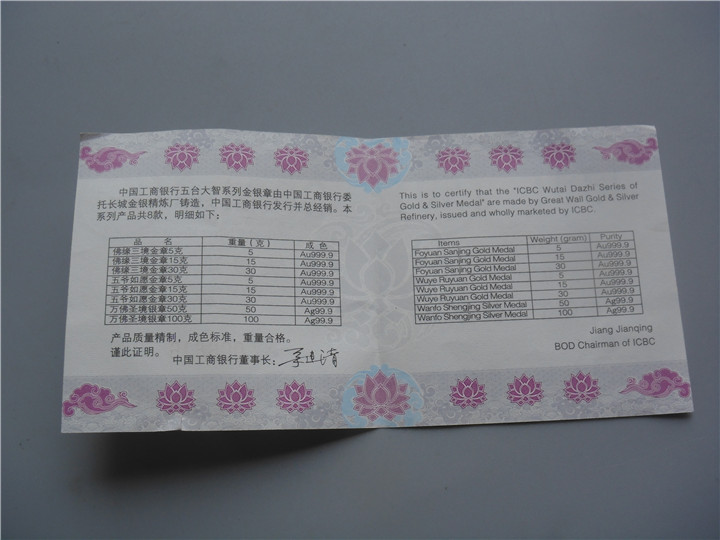 中国工商银行五台大智系列金银章由中国工商银行委
托长城金银精炼厂铸造，中国工商银行发行并总经销。本
系列产品共8款，明细如下：
品 名 重量（克） 成 色
佛缘三境金章5克 5 Au999.9
佛缘三境金章15克 15 Au999.9
佛缘三境金章30克 30 Au999.9
五爷如愿金章5克 5 Au999.9
五爷如愿金章15克 15 Au999.9
五爷如愿金章30克 30 Au999.9
万佛圣境银章50克 50 Ag99.9
万佛圣境银章100克 100 Ag99.9
产品质量精制，成色标准，重量合格。
谨此证明。
中国工商银行董事长：
This is to certify that the "ICBC Wutai Dazhi Series of
Gold & Silver Medal" are made by Great Wall Gold & Silver
Refinery, issued and wholly marketed by ICBC.
Items Weight (gram) Purity
Foyuan Sanjing Gold Medal 5 Au999.9
Foyuan Sanjing Gold Medal 15 Au999.9
Foyuan Sanjing Gold Medal 30 Au999.9
Wuye Ruyuan Gold Medal 5 Au999.9
Wuye Ruyuan Gold Medal 15 Au999.9
Wuye Ruyuan Gold Medal 30 Au999.9
Wanfo Shengjing Silver Medal 50 Ag99.9
Wanfo Shengjing Silver Medal 100 Ag99.9
Jiang Jianqing
BOD Chairman of ICBC